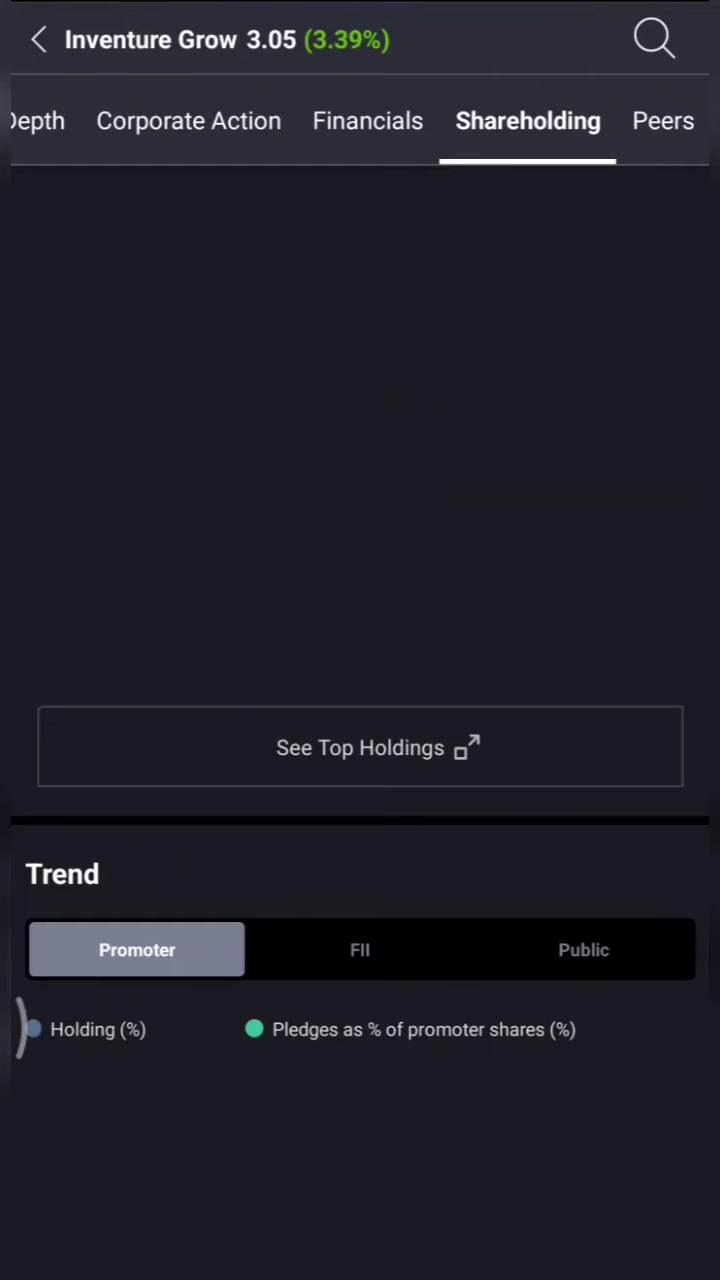 Inventure Grow 3.05 (3.39%)
Depth Corporate Action Financials Shareholding Peers
See Top Holdings
Trend
Promoter FII Public
Holding (%) Pledges as % of promoter shares (%)